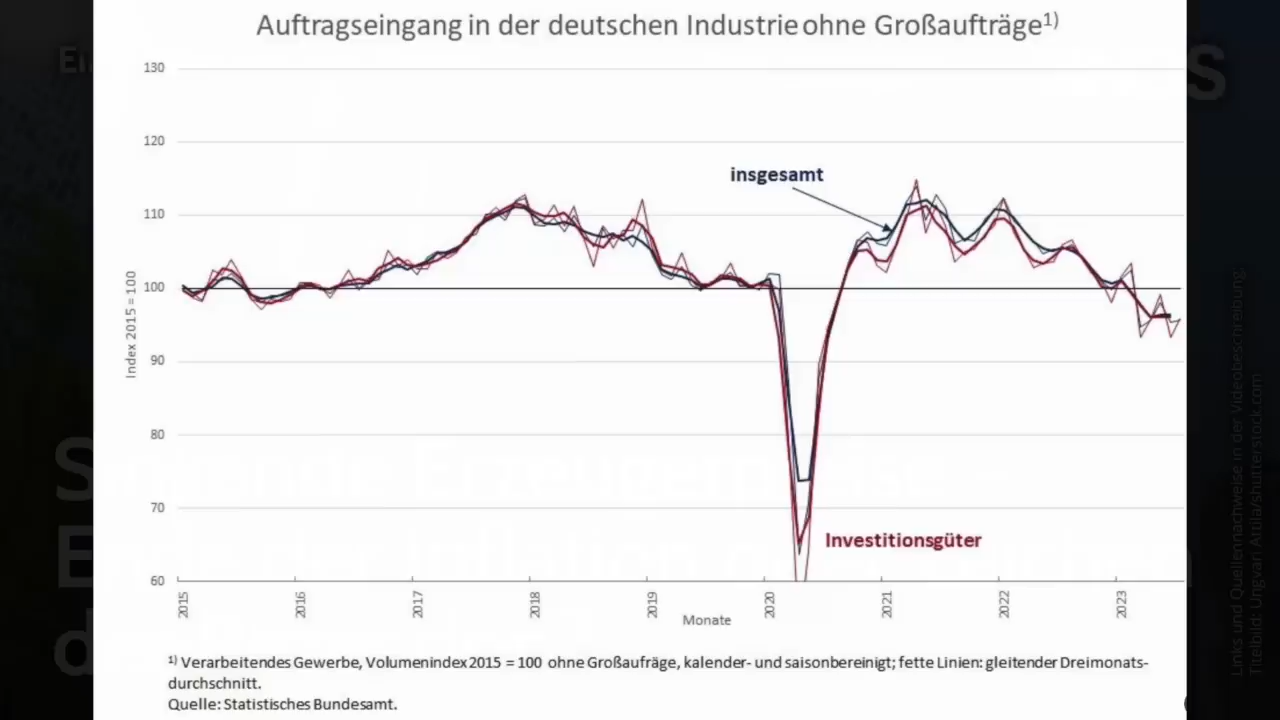 Auftragseingang in der deutschen Industrie ohne Großaufträge¹⁾
130
120
110
100
90
80
70
60
Index 2015 = 100
insgesamt
Investitionsgüter
2015
2016
2017
2018
2019
2020
2021
2022
2023
Monate
¹⁾ Verarbeitendes Gewerbe, Volumenindex 2015 = 100 ohne Großaufräge, kalender- und saisonbereinigt; fette Linien: gleitender Dreimonats-
durchschnitt.
Quelle: Statistisches Bundesamt.
Links und Quellennachweise in der Videobeschreibung.
Titelbild: Ungvari Attila/shutterstock.com